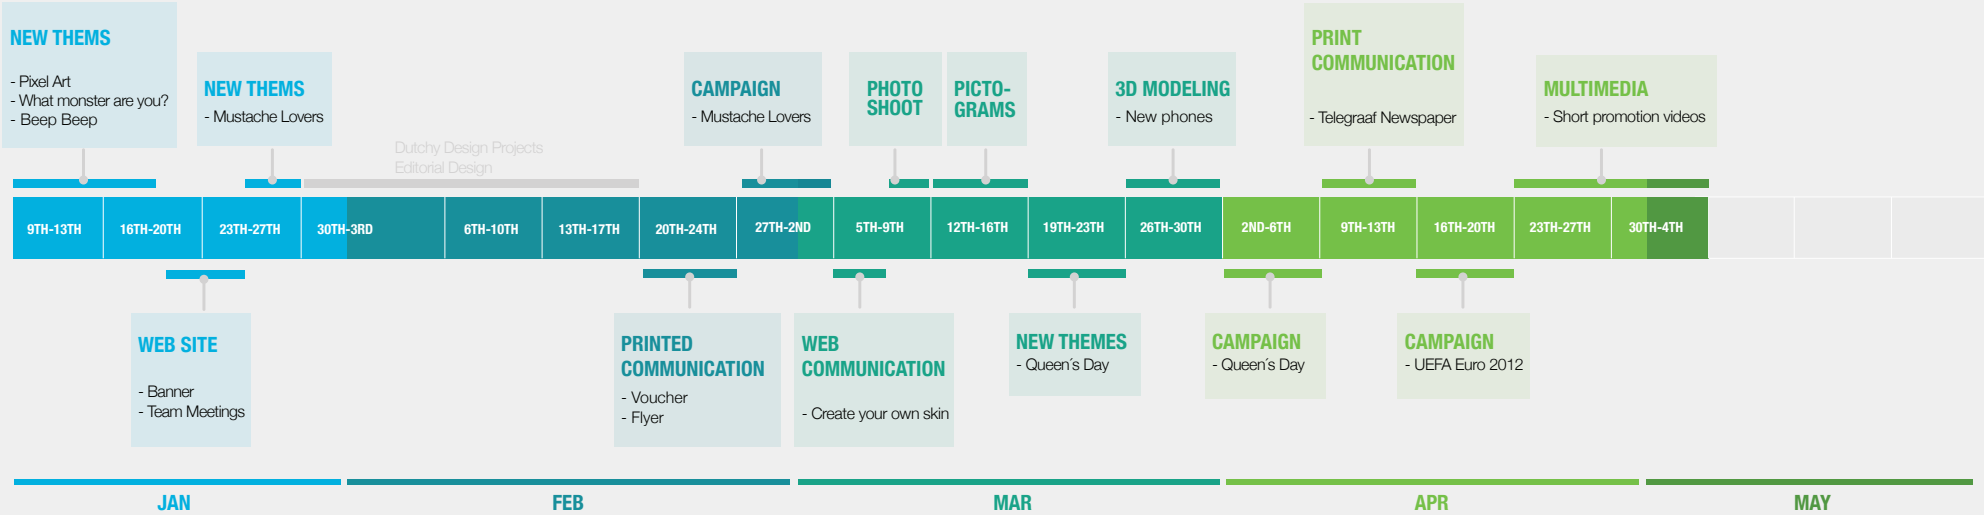 NEW THEMS
- Pixel Art
- What monster are you?
- Beep Beep
NEW THEMS
- Mustache Lovers
Dutchy Design Projects
Editorial Design
CAMPAIGN
- Mustache Lovers
PHOTO
SHOOT
PICTO-
GRAMS
3D MODELING
- New phones
PRINT
COMMUNICATION
- Telegraaf Newspaper
MULTIMEDIA
- Short promotion videos
9TH-13TH
16TH-20TH
23TH-27TH
30TH-3RD
6TH-10TH
13TH-17TH
20TH-24TH
27TH-2ND
5TH-9TH
12TH-16TH
19TH-23TH
26TH-30TH
2ND-6TH
9TH-13TH
16TH-20TH
23TH-27TH
30TH-4TH
WEB SITE
- Banner
- Team Meetings
PRINTED
COMMUNICATION
- Voucher
- Flyer
WEB
COMMUNICATION
- Create your own skin
NEW THEMES
- Queen´s Day
CAMPAIGN
- Queen´s Day
CAMPAIGN
- UEFA Euro 2012
JAN
FEB
MAR
APR
MAY